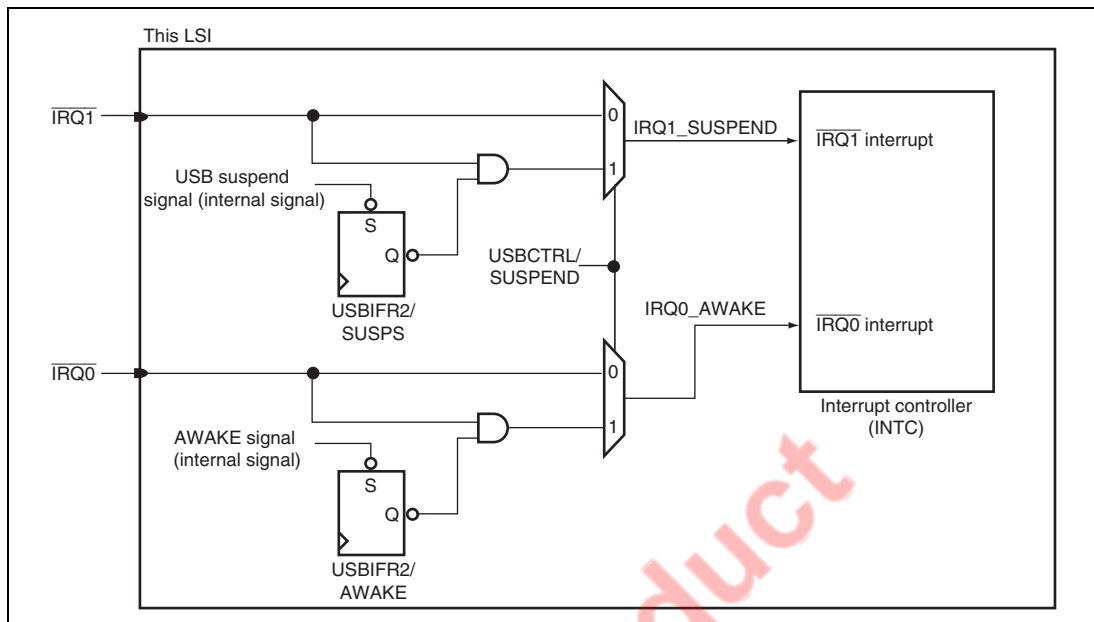 This LSI
IRQ1
0
IRQ1_SUSPEND
IRQ1 interrupt
1
USB suspend
signal (internal signal)
S
Q
USBIFR2/
SUSPS
USBCTRL/
SUSPEND
IRQ0_AWAKE
IRQ0 interrupt
IRQ0
0
1
Interrupt controller
(INTC)
AWAKE signal
(internal signal)
S
Q
USBIFR2/
AWAKE
duct